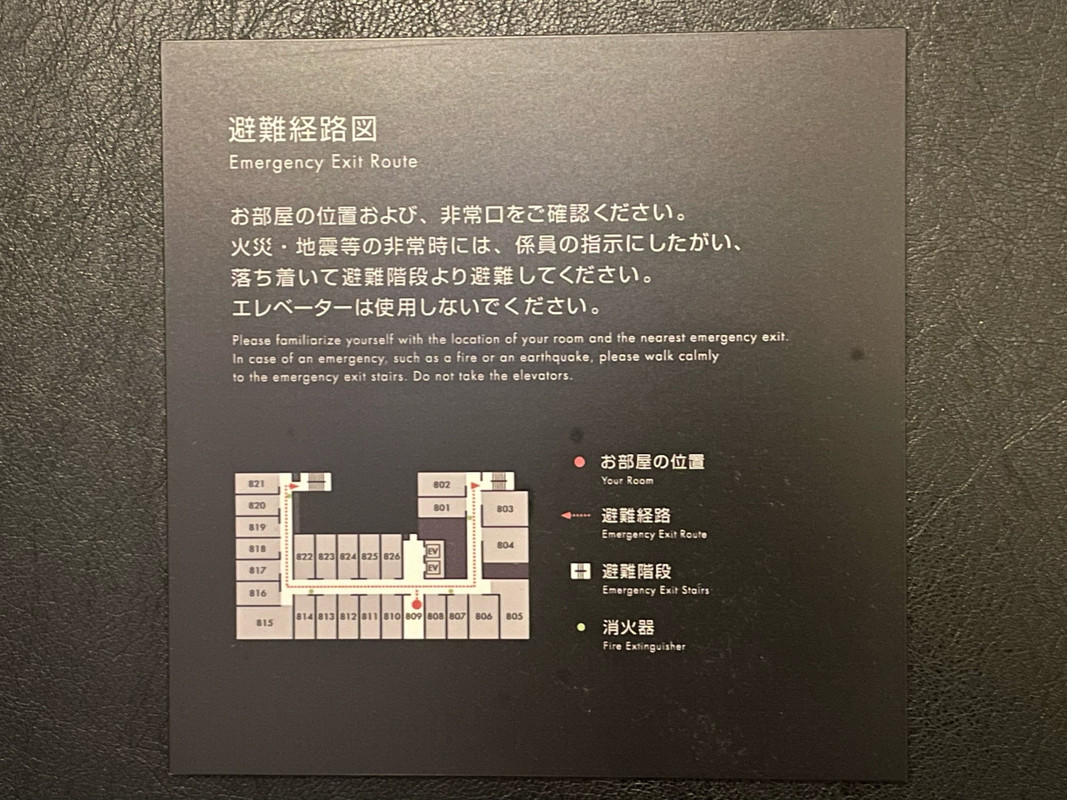 避難経路図
Emergency Exit Route
お部屋の位置および、非常口をご確認ください。
火災・地震等の非常時には、係員の指示にしたがい、
落ち着いて避難階段より避難してください。
エレベーターは使用しないでください。
Please familiarize yourself with the location of your room and the nearest emergency exit.
In case of an emergency, such as a fire or an earthquake, please walk calmly
to the emergency exit stairs. Do not take the elevators.
821
820
819
818
817
816
815
822 823 824 825 826
EV
EV
802
801
803
804
814 813 812 811 810 809 808 807 806 805
お部屋の位置
Your Room
避難経路
Emergency Exit Route
避難階段
Emergency Exit Stairs
消火器
Fire Extinguisher